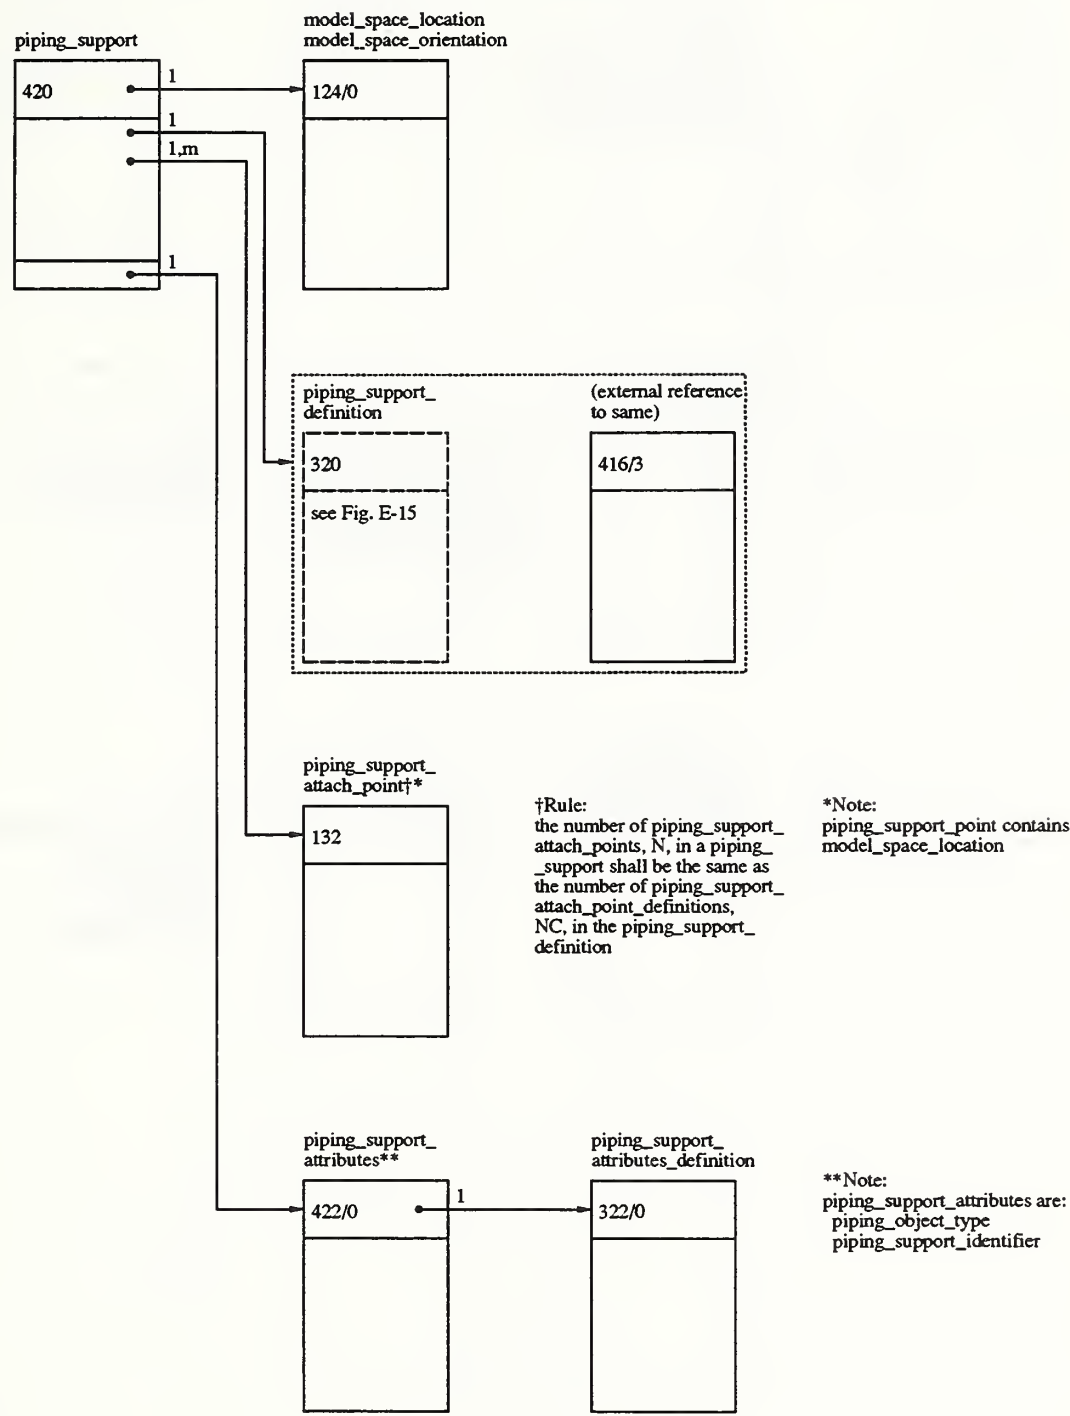 model_space_location
piping_support
model_space_orientation
420
1
124/0
1
1,m
1
piping_support_
definition
(external reference
to same)
320
416/3
see Fig. E-15
piping_support_
attach_point†*
132
†Rule:
the number of piping_support_
attach_points, N, in a piping_
_support shall be the same as
the number of piping_support_
attach_point_definitions,
NC, in the piping_support_
definition
*Note:
piping_support_point contains
model_space_location
piping_support_
attributes**
piping_support_
attributes_definition
422/0
1
322/0
**Note:
piping_support_attributes are:
piping_object_type
piping_support_identifier